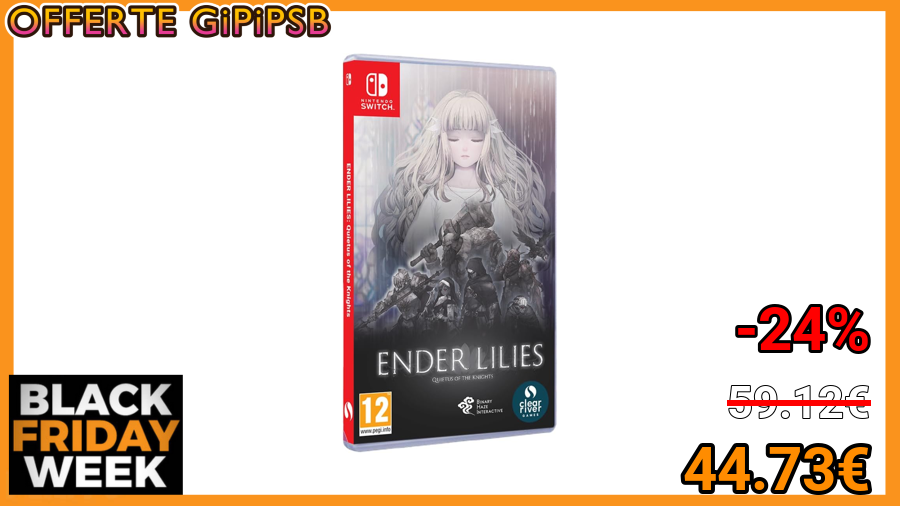 OFFERTE GiPiPSB
NINTENDO
SWITCH
ENDER LILIES: Quietus of the Knights
ENDER LILIES
QUIETUS OF THE KNIGHTS
12
www.pegi.info
BINARY
HAZE
INTERACTIVE
clear
river
GAMES
-24%
59.12€
44.73€
BLACK
FRIDAY
WEEK